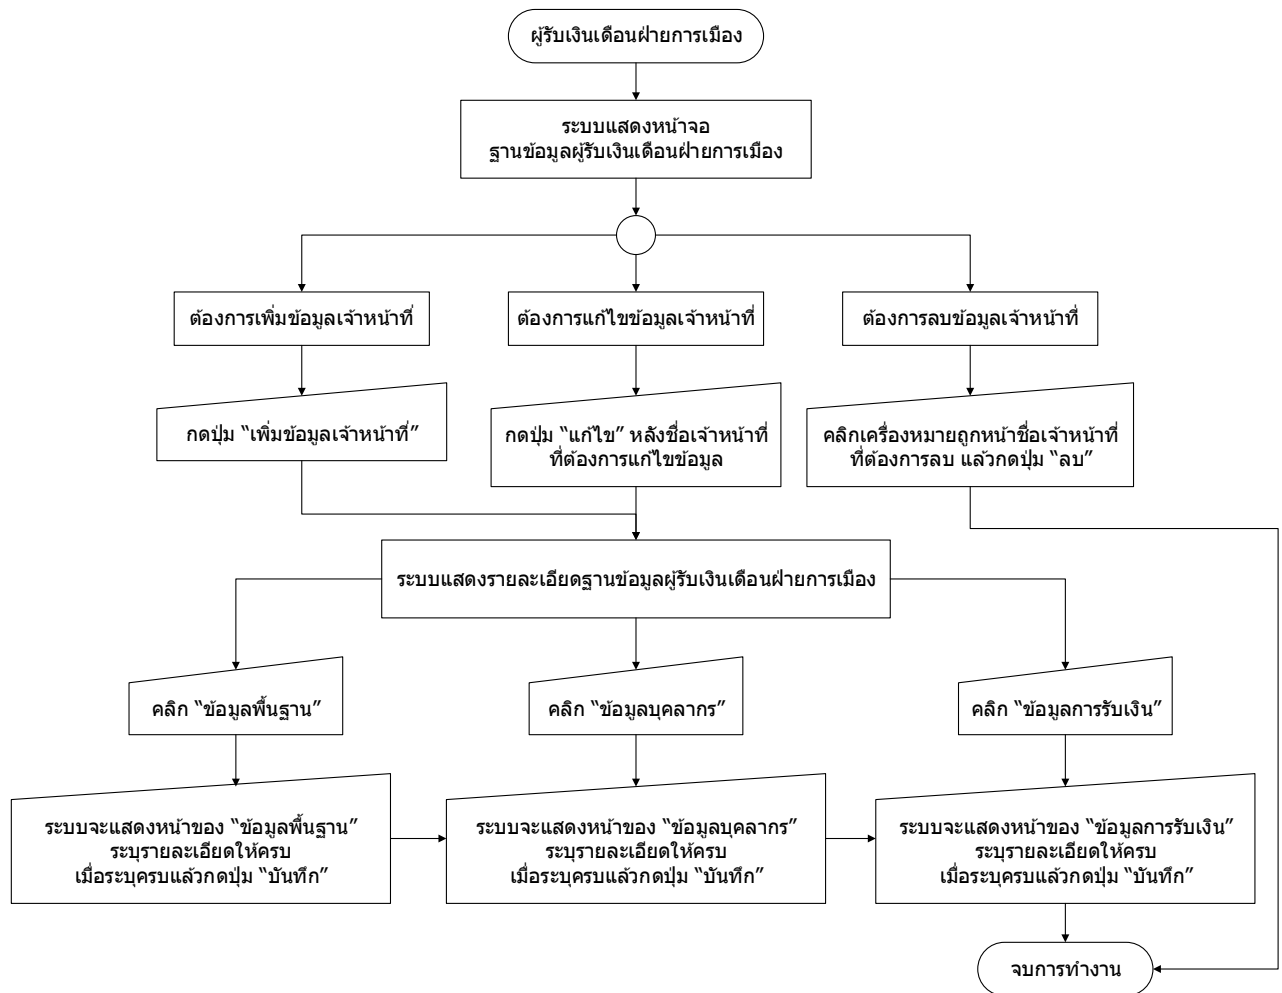 ผู้รับเงินเดือนฝ่ายการเมือง
ระบบแสดงหน้าจอ
ฐานข้อมูลผู้รับเงินเดือนฝ่ายการเมือง
ต้องการเพิ่มข้อมูลเจ้าหน้าที่
ต้องการแก้ไขข้อมูลเจ้าหน้าที่
ต้องการลบข้อมูลเจ้าหน้าที่
กดปุ่ม “เพิ่มข้อมูลเจ้าหน้าที่”
กดปุ่ม “แก้ไข” หลังชื่อเจ้าหน้าที่
ที่ต้องการแก้ไขข้อมูล
คลิกเครื่องหมายถูกหน้าชื่อเจ้าหน้าที่
ที่ต้องการลบ แล้วกดปุ่ม “ลบ”
ระบบแสดงรายละเอียดฐานข้อมูลผู้รับเงินเดือนฝ่ายการเมือง
คลิก “ข้อมูลพื้นฐาน”
คลิก “ข้อมูลบุคลากร”
คลิก “ข้อมูลการรับเงิน”
ระบบจะแสดงหน้าของ “ข้อมูลพื้นฐาน”
ระบุรายละเอียดให้ครบ
เมื่อระบุครบแล้วกดปุ่ม “บันทึก”
ระบบจะแสดงหน้าของ “ข้อมูลบุคลากร”
ระบุรายละเอียดให้ครบ
เมื่อระบุครบแล้วกดปุ่ม “บันทึก”
ระบบจะแสดงหน้าของ “ข้อมูลการรับเงิน”
ระบุรายละเอียดให้ครบ
เมื่อระบุครบแล้วกดปุ่ม “บันทึก”
จบการทำงาน